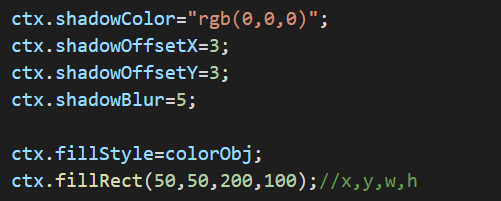 ctx.shadowColor="rgb(0,0,0)";
ctx.shadowOffsetX=3;
ctx.shadowOffsetY=3;
ctx.shadowBlur=5;
ctx.fillStyle=colorObj;
ctx.fillRect(50,50,200,100);//x,y,w,h